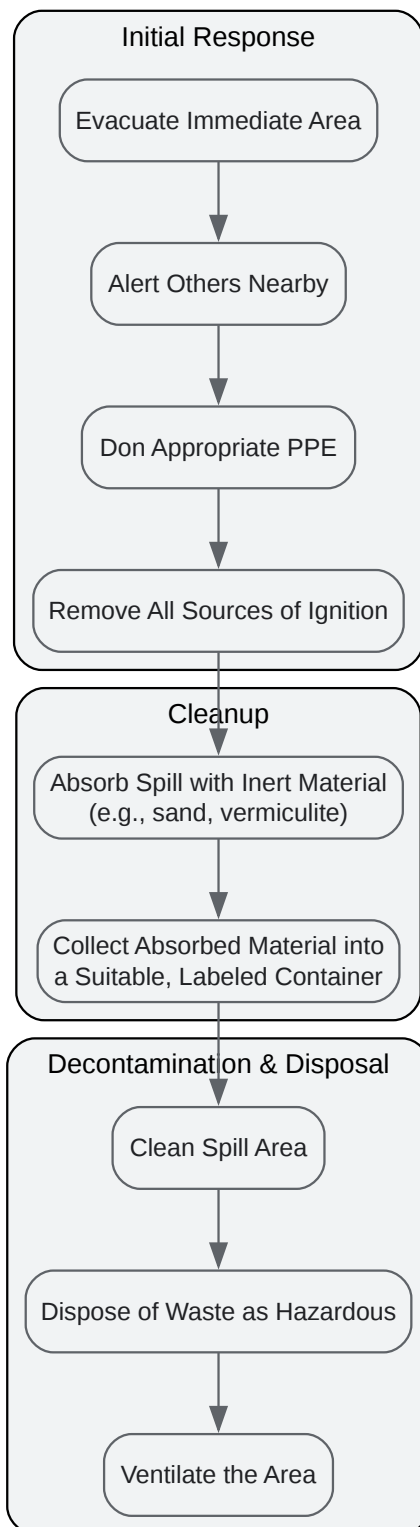 Initial Response
Evacuate Immediate Area
Alert Others Nearby
Don Appropriate PPE
Remove All Sources of Ignition
Cleanup
Absorb Spill with Inert Material
(e.g., sand, vermiculite)
Collect Absorbed Material into
a Suitable, Labeled Container
Decontamination & Disposal
Clean Spill Area
Dispose of Waste as Hazardous
Ventilate the Area